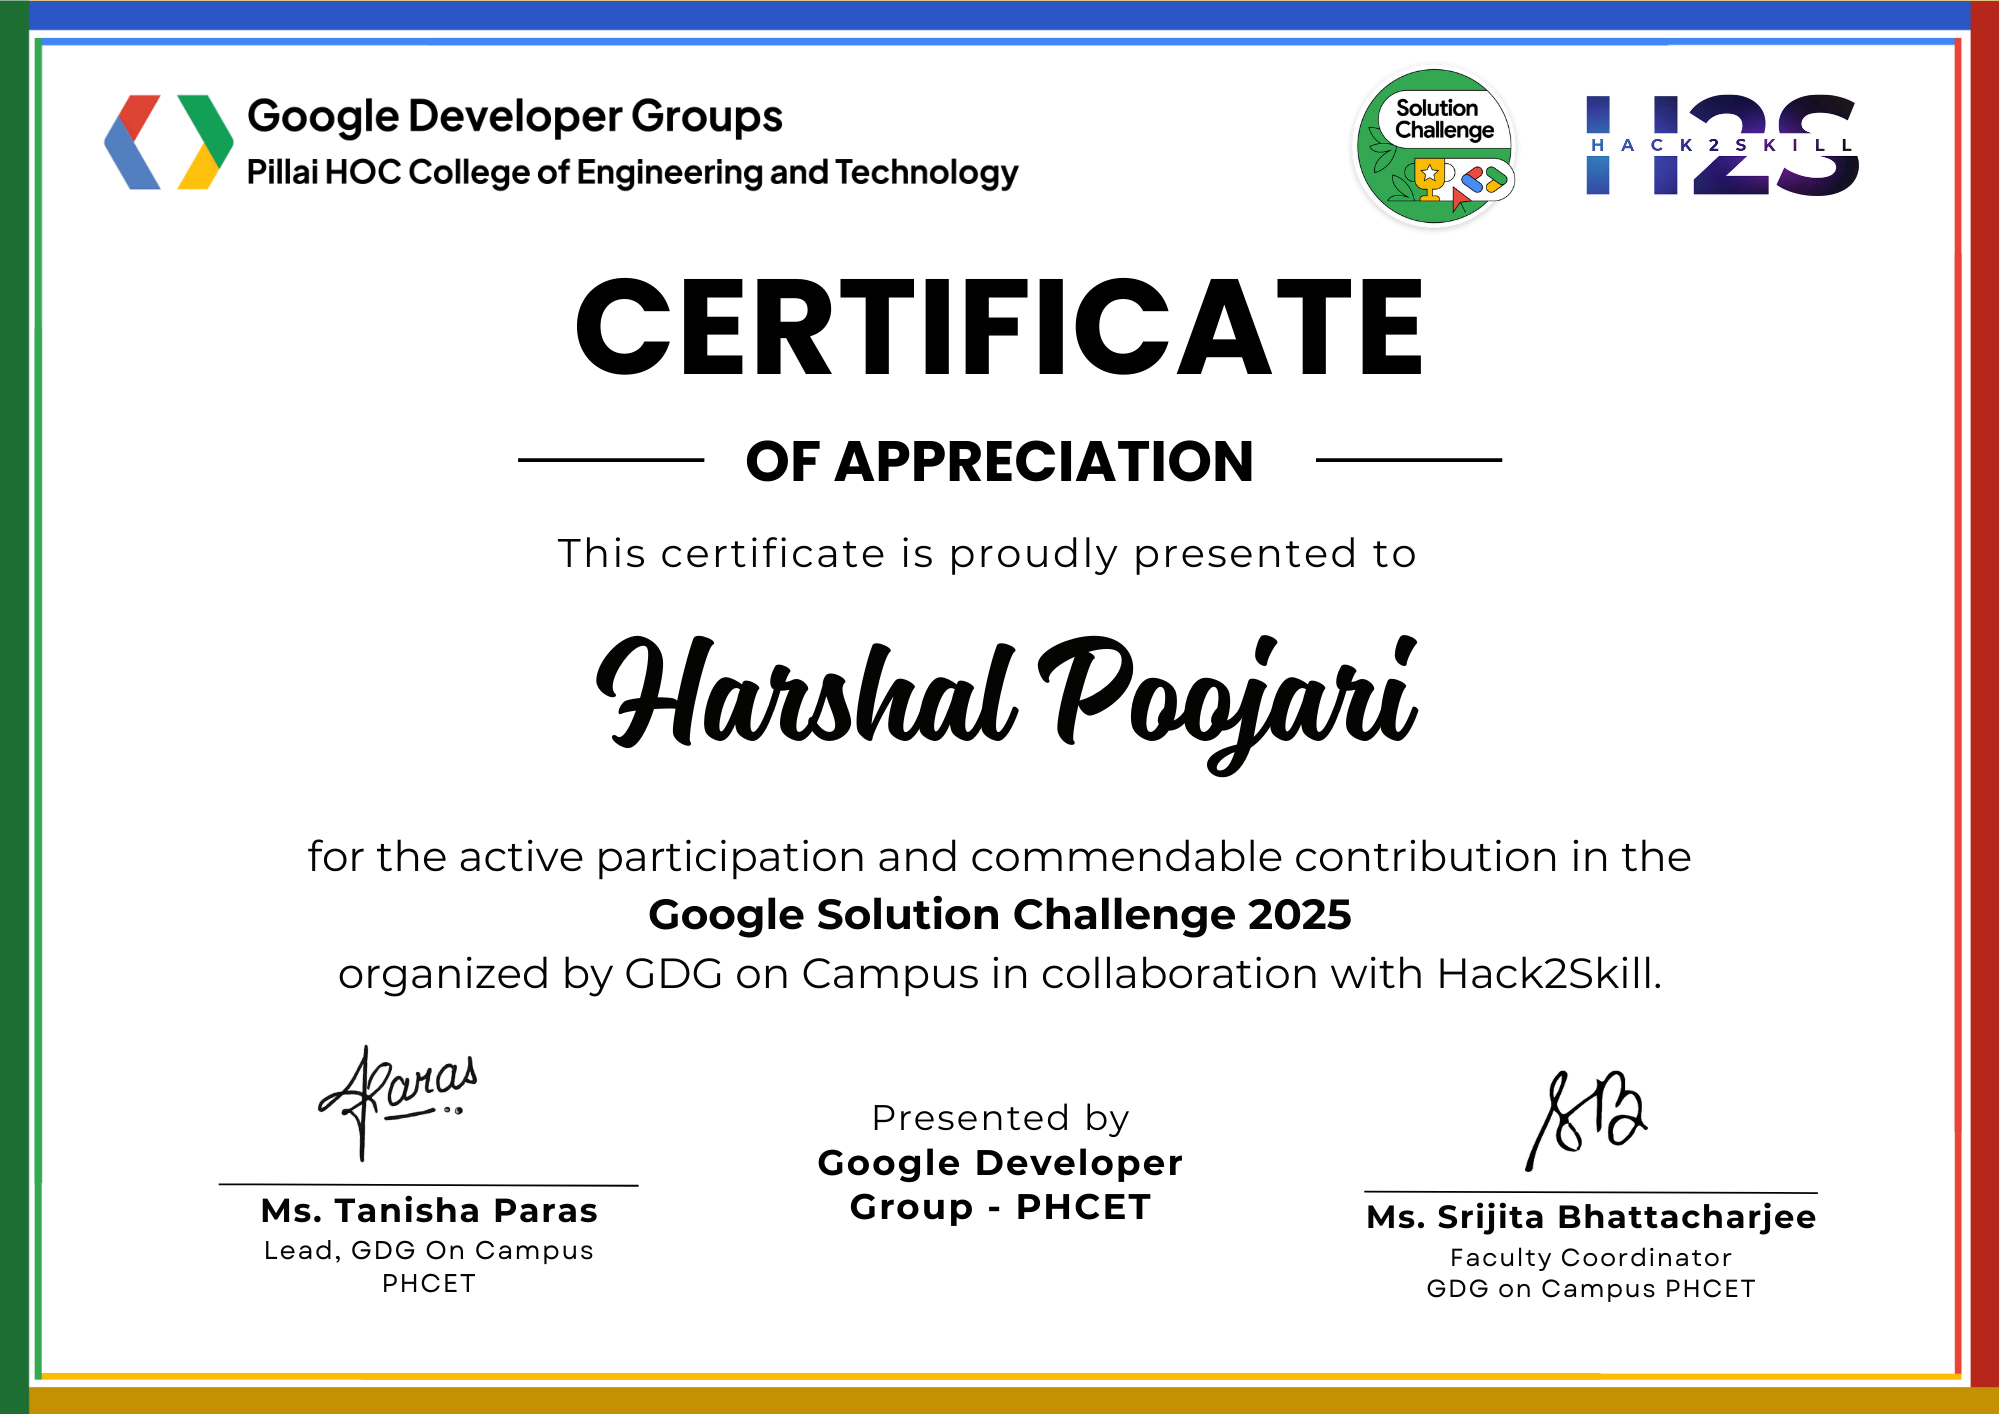 Google Developer Groups
Pillai HOC College of Engineering and Technology
Solution
Challenge
H2S
HACK2SKILL
CERTIFICATE
OF APPRECIATION
This certificate is proudly presented to
Harshal Poojari
for the active participation and commendable contribution in the
Google Solution Challenge 2025
organized by GDG on Campus in collaboration with Hack2Skill.
Paras
SB
Presented by
Google Developer
Group - PHCET
Ms. Tanisha Paras
Lead, GDG On Campus
PHCET
Ms. Srijita Bhattacharjee
Faculty Coordinator
GDG on Campus PHCET